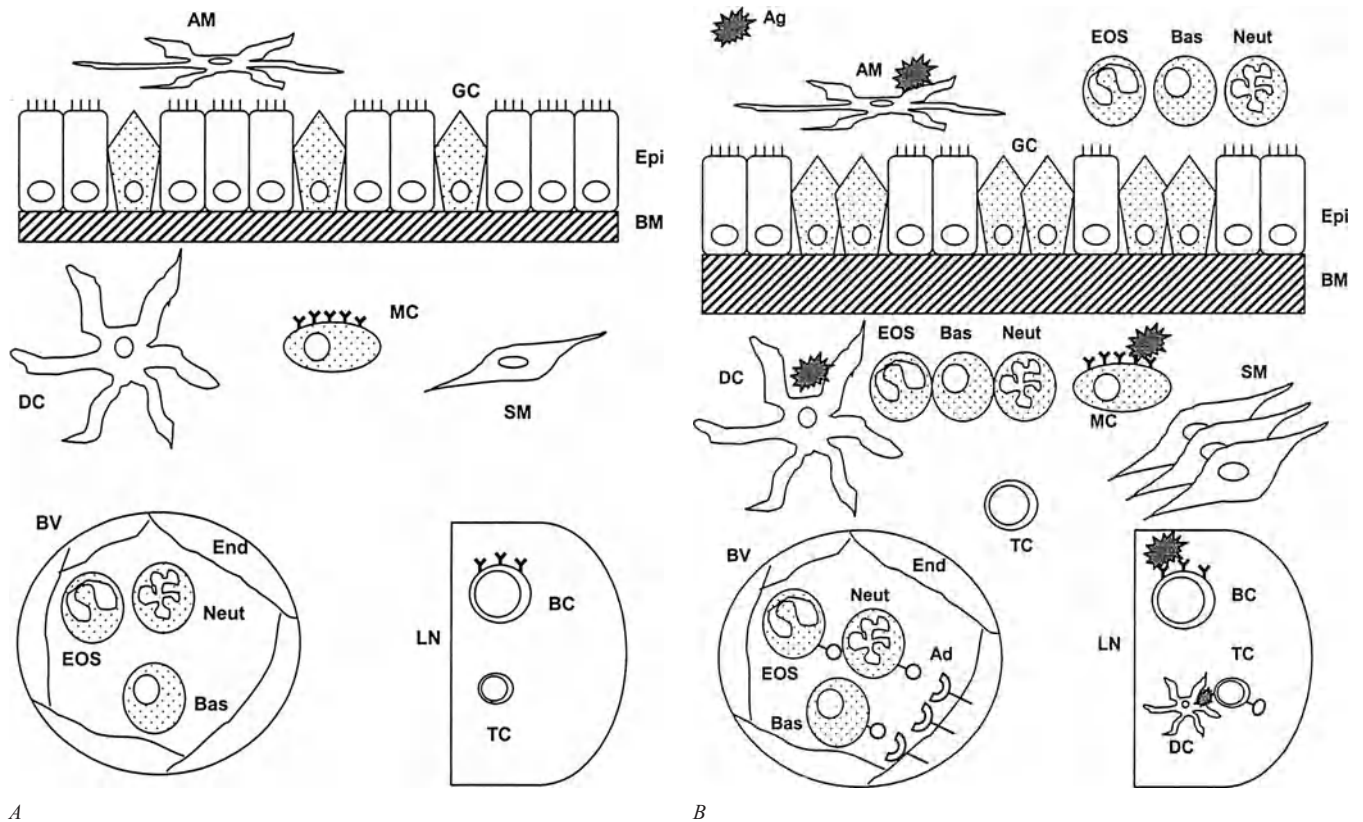 AM
GC
Epi
BM
MC
DC
SM
BV
End
Neut
EOS
Bas
LN
BC
TC
A
Ag
EOS Bas Neut
AM
GC
Epi
BM
EOS Bas Neut
DC
SM
MC
TC
BV
End
Neut
Ad
EOS
Bas
LN
BC
TC
DC
B